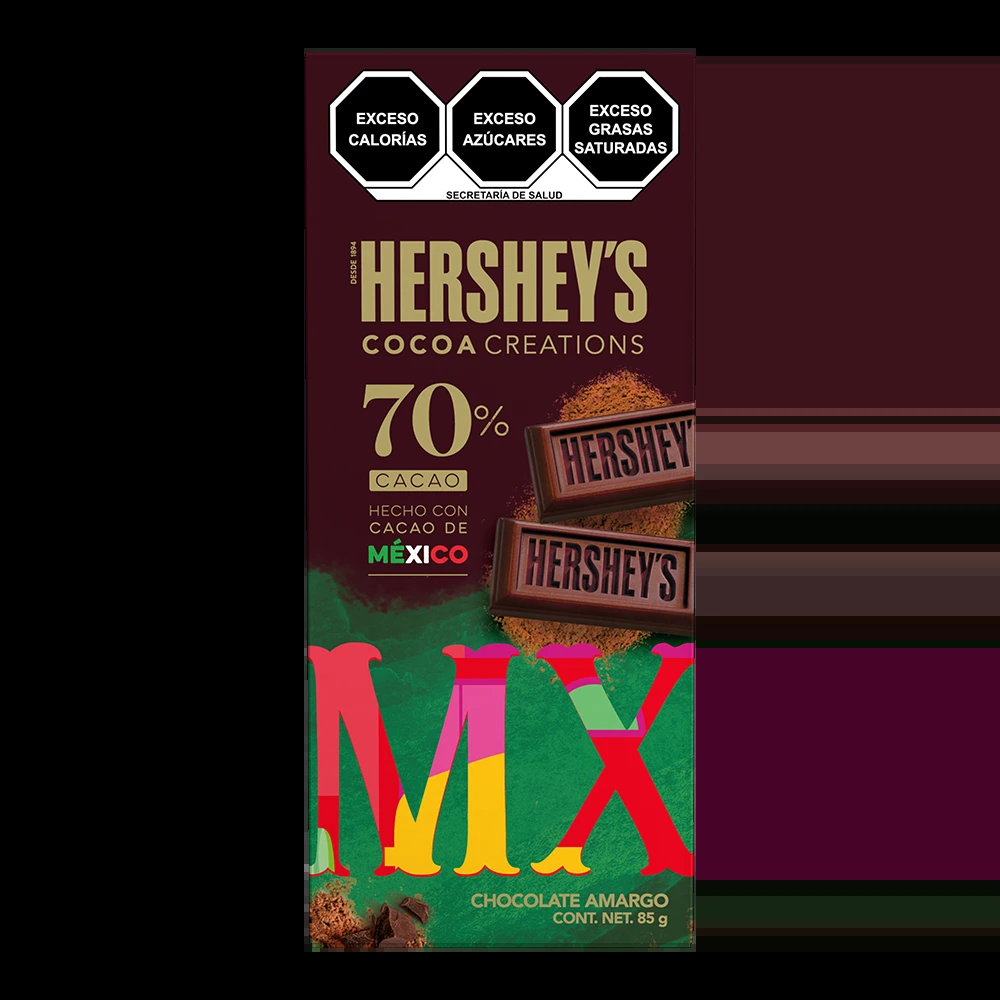 EXCESO
CALORÍAS
EXCESO
AZÚCARES
EXCESO
GRASAS
SATURADAS
SECRETARÍA DE SALUD
DESDE 1894
HERSHEY'S
COCOA CREATIONS
70%
CACAO
HECHO CON
CACAO DE
MÉXICO
HERSHEY'
HERSHEY'S
MX
CHOCOLATE AMARGO
CONT. NET. 85 g